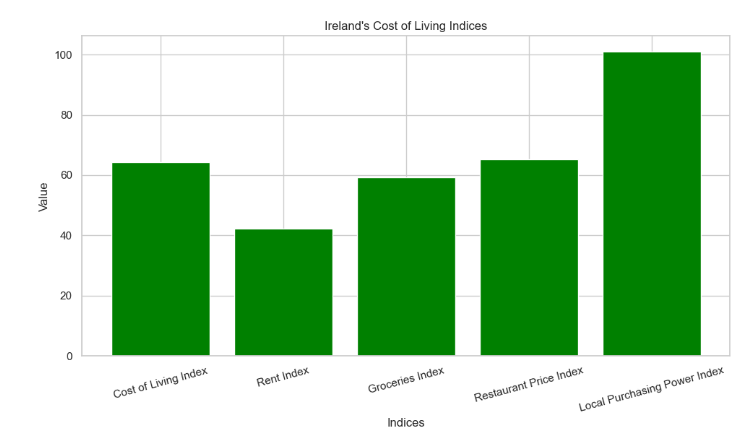 Ireland's Cost of Living Indices
100
80
60
40
20
0
Value
Cost of Living Index
Rent Index
Groceries Index
Restaurant Price Index
Local Purchasing Power Index
Indices